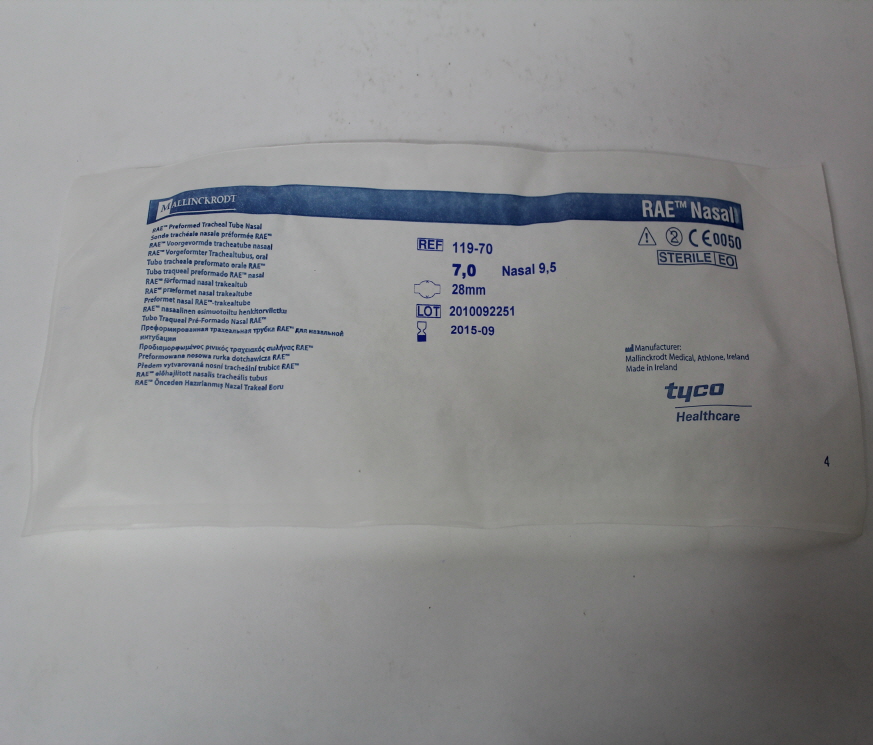 MALLINCKRODT
RAE™ Nasal
RAE™ Preformed Tracheal Tube Nasal
Sonde trachéale nasale préformée RAE™
RAE™ Voorgevormde tracheatube nasaal
RAE™ Vorgeformter Trachealtubus, oral
Tubo tracheale preformato orale RAE™
Tubo traqueal preformado RAE™ nasal
RAE™ förformad nasal trakealtub
RAE™ præformet nasal trakealtube
Preformet nasal RAE™-trakealtube
RAE™ nasaalinen esimuotoiltu henkitorviletku
Tubo Traqueal Pré-Formado Nasal RAE™
Преформированная трахеальная трубка RAE™ для назальной
интубации
Προδιαμορφωμένος ρινικός τραχειακός σωλήνας RAE™
Preformowana nosowa rurka dotchawicza RAE™
Předem vytvarovaná nosní tracheální trubice RAE™
RAE™ előhajlított nasalis tracheális tubus
RAE™ Önceden Hazırlanmış Nazal Trakeal Boru
REF 119-70
7,0 Nasal 9,5
28mm
LOT 2010092251
2015-09
2 CE0050
STERILE EO
Manufacturer:
Mallinckrodt Medical, Athlone, Ireland
Made in Ireland
tyco
Healthcare
4